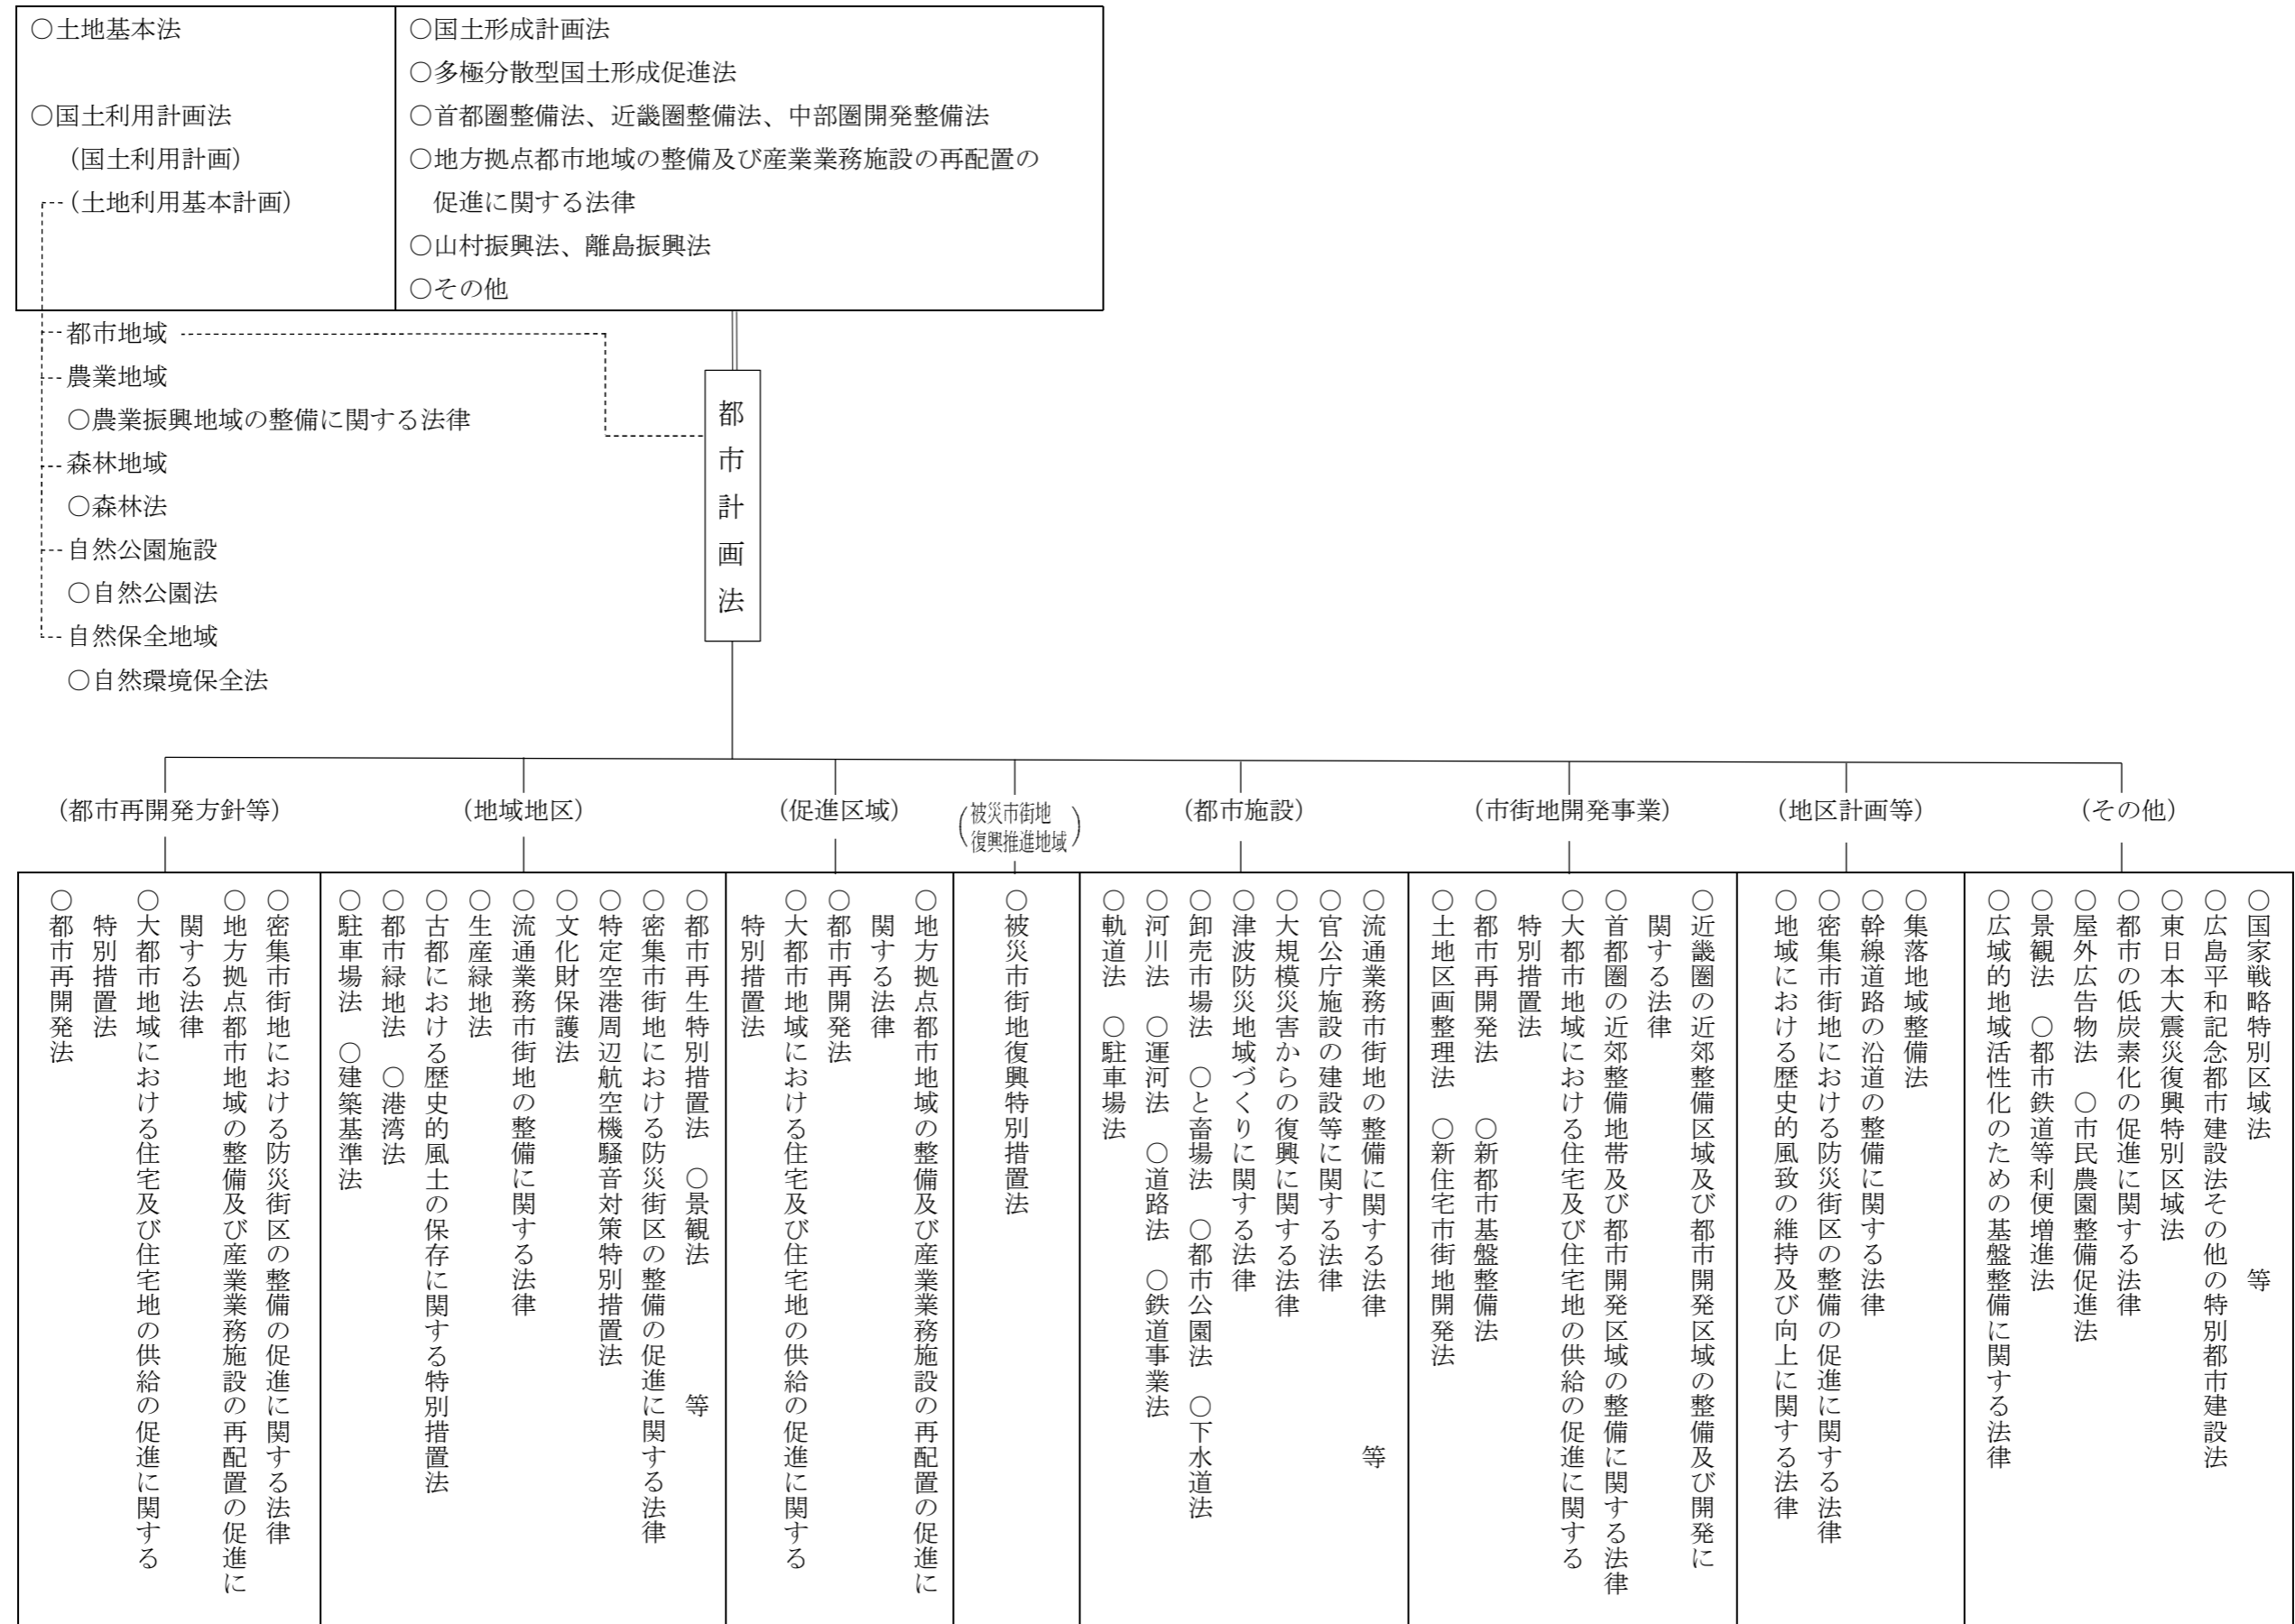 ○土地基本法
○国土利用計画法
（国土利用計画）
（土地利用基本計画）
○国土形成計画法
○多極分散型国土形成促進法
○首都圏整備法、近畿圏整備法、中部圏開発整備法
○地方拠点都市地域の整備及び産業業務施設の再配置の
促進に関する法律
○山村振興法、離島振興法
○その他
都市地域
農業地域
○農業振興地域の整備に関する法律
森林地域
○森林法
自然公園施設
○自然公園法
自然保全地域
○自然環境保全法
都市計画法
（都市再開発方針等）
○密集市街地における防災街区の整備の促進に関する法律
○地方拠点都市地域の整備及び産業業務施設の再配置の促進に
関する法律
○大都市地域における住宅及び住宅地の供給の促進に関する
特別措置法
○都市再開発法
（地域地区）
○都市再生特別措置法　○景観法　等
○密集市街地における防災街区の整備の促進に関する法律
○特定空港周辺航空機騒音対策特別措置法
○文化財保護法
○流通業務市街地の整備に関する法律
○生産緑地法
○古都における歴史的風土の保存に関する特別措置法
○都市緑地法　○港湾法
○駐車場法　○建築基準法
（促進区域）
○地方拠点都市地域の整備及び産業業務施設の再配置の促進に
関する法律
○都市再開発法
○大都市地域における住宅及び住宅地の供給の促進に関する
特別措置法
（被災市街地
復興推進地域）
○被災市街地復興特別措置法
（都市施設）
○流通業務市街地の整備に関する法律　等
○官公庁施設の建設等に関する法律
○大規模災害からの復興に関する法律
○津波防災地域づくりに関する法律
○卸売市場法　○と畜場法　○都市公園法　○下水道法
○河川法　○運河法　○道路法　○鉄道事業法
○軌道法　○駐車場法
（市街地開発事業）
○近畿圏の近郊整備区域及び都市開発区域の整備及び開発に
関する法律
○首都圏の近郊整備地帯及び都市開発区域の整備に関する法律
○大都市地域における住宅及び住宅地の供給の促進に関する
特別措置法
○都市再開発法　○新都市基盤整備法
○土地区画整理法　○新住宅市街地開発法
（地区計画等）
○集落地域整備法
○幹線道路の沿道の整備に関する法律
○密集市街地における防災街区の整備の促進に関する法律
○地域における歴史的風致の維持及び向上に関する法律
（その他）
○国家戦略特別区域法　等
○広島平和記念都市建設法その他の特別都市建設法
○東日本大震災復興特別区域法
○都市の低炭素化の促進に関する法律
○屋外広告物法　○市民農園整備促進法
○景観法　○都市鉄道等利便増進法
○広域的地域活性化のための基盤整備に関する法律